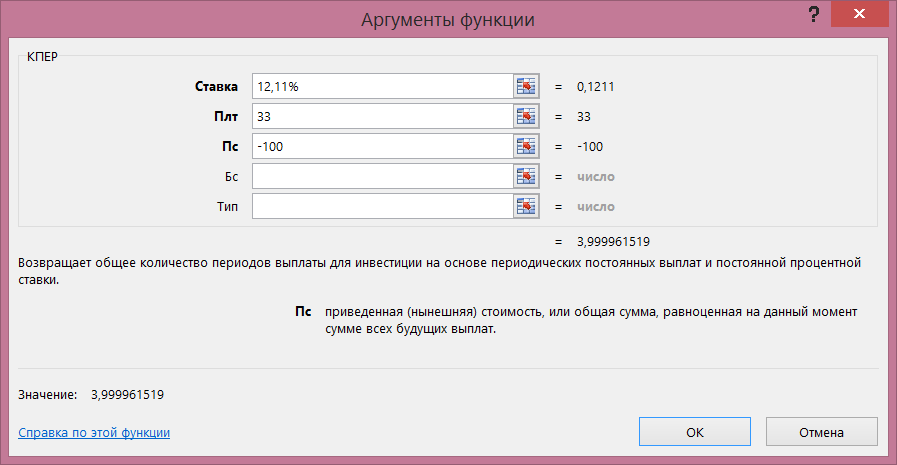 Аргументы функции
?
КПЕР
Ставка 12,11% = 0,1211
Плт 33 = 33
Пс -100 = -100
Бс = число
Тип = число
= 3,999961519
Возвращает общее количество периодов выплаты для инвестиции на основе периодических постоянных выплат и постоянной процентной
ставки.
Пс приведенная (нынешняя) стоимость, или общая сумма, равноценная на данный момент
сумме всех будущих выплат.
Значение: 3,999961519
Справка по этой функции
ОК Отмена